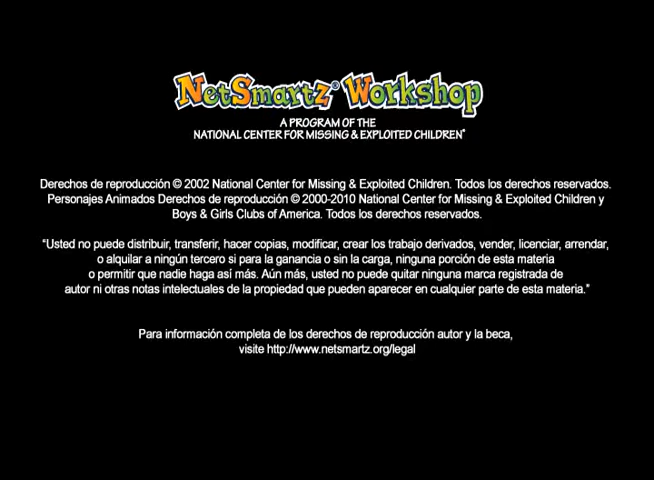 NetSmartz® Workshop
A PROGRAM OF THE
NATIONAL CENTER FOR MISSING & EXPLOITED CHILDREN®
Derechos de reproducción © 2002 National Center for Missing & Exploited Children. Todos los derechos reservados.
Personajes Animados Derechos de reproducción © 2000-2010 National Center for Missing & Exploited Children y
Boys & Girls Clubs of America. Todos los derechos reservados.
“Usted no puede distribuir, transferir, hacer copias, modificar, crear los trabajo derivados, vender, licenciar, arrendar,
o alquilar a ningún tercero si para la ganancia o sin la carga, ninguna porción de esta materia
o permitir que nadie haga así más. Aún más, usted no puede quitar ninguna marca registrada de
autor ni otras notas intelectuales de la propiedad que pueden aparecer en cualquier parte de esta materia.”
Para información completa de los derechos de reproducción autor y la beca,
visite http://www.netsmartz.org/legal